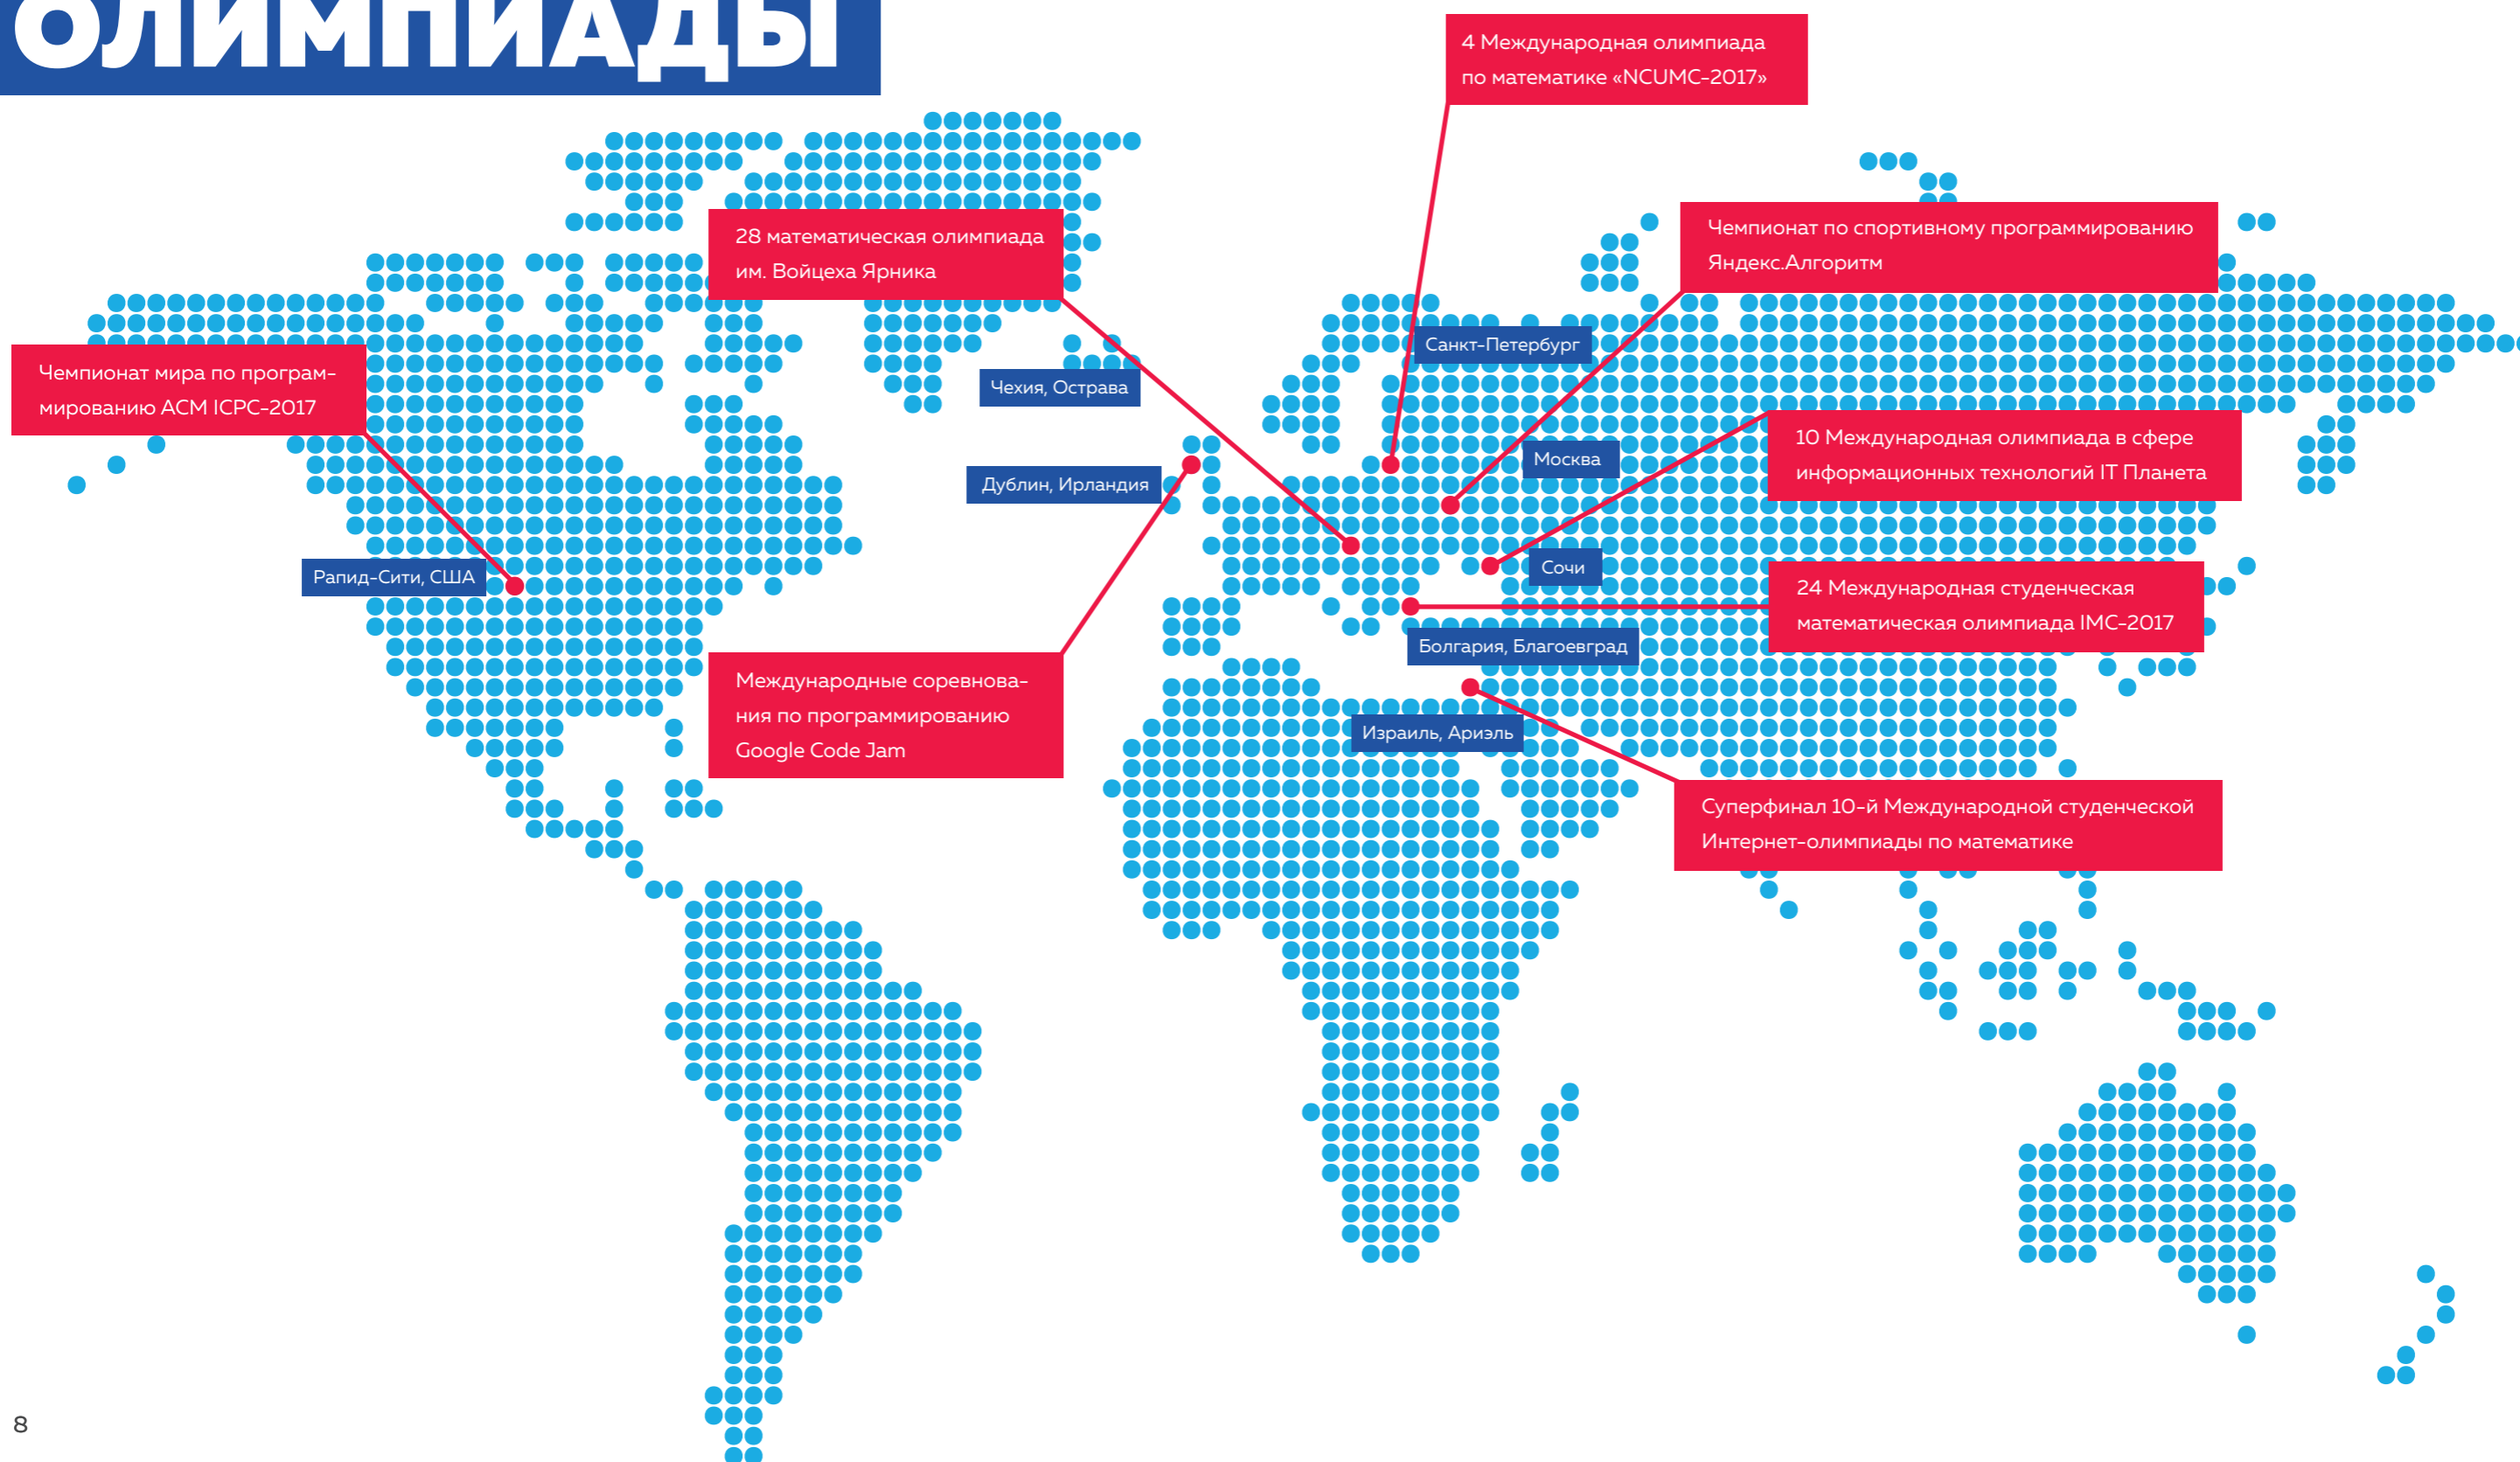 ОЛИМПИАДЫ
4 Международная олимпиада
по математике «NCUMC-2017»
28 математическая олимпиада
им. Войцеха Ярника
Чемпионат по спортивному программированию
Яндекс.Алгоритм
Санкт-Петербург
Чемпионат мира по програм-
мированию ACM ICPC-2017
Чехия, Острава
10 Международная олимпиада в сфере
информационных технологий IT Планета
Москва
Дублин, Ирландия
Рапид-Сити, США
Сочи
24 Международная студенческая
математическая олимпиада IMC-2017
Болгария, Благоевград
Международные соревнова-
ния по программированию
Google Code Jam
Израиль, Ариэль
Суперфинал 10-й Международной студенческой
Интернет-олимпиады по математике
8